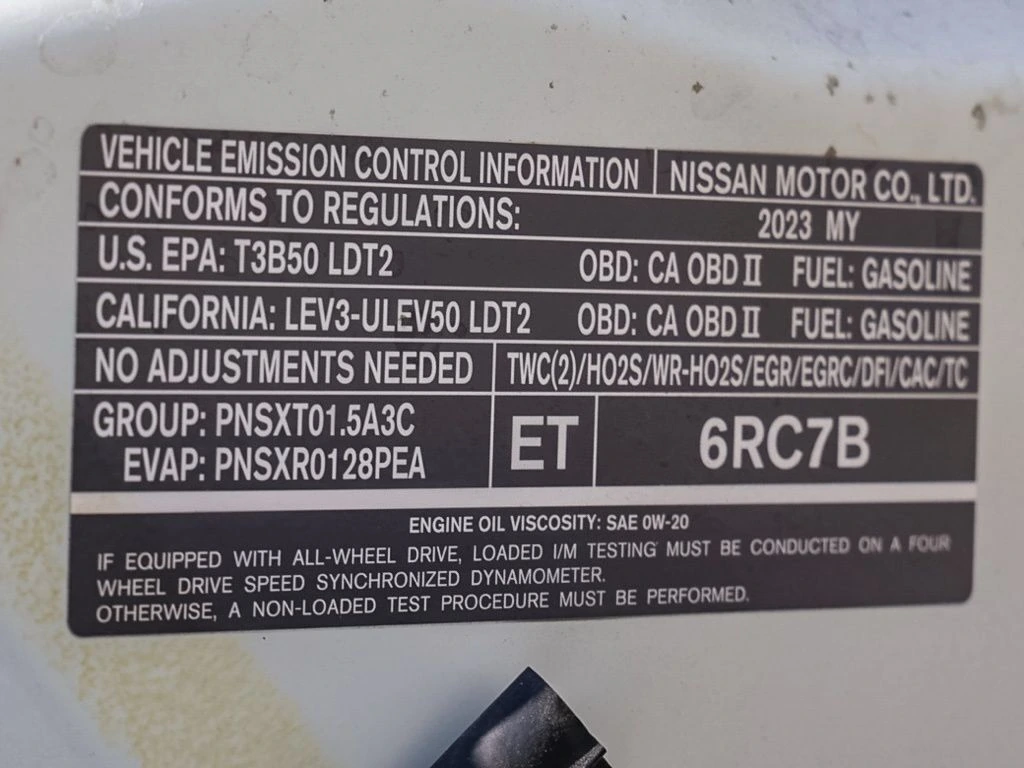 VEHICLE EMISSION CONTROL INFORMATION NISSAN MOTOR CO., LTD.
CONFORMS TO REGULATIONS: 2023 MY
U.S. EPA: T3B50 LDT2 OBD: CA OBD II FUEL: GASOLINE
CALIFORNIA: LEV3-ULEV50 LDT2 OBD: CA OBD II FUEL: GASOLINE
NO ADJUSTMENTS NEEDED TWC(2)/HO2S/WR-HO2S/EGR/EGRC/DFI/CAC/TC
GROUP: PNSXT01.5A3C
EVAP: PNSXR0128PEA
ET 6RC7B
ENGINE OIL VISCOSITY: SAE 0W-20
IF EQUIPPED WITH ALL-WHEEL DRIVE, LOADED I/M TESTING MUST BE CONDUCTED ON A FOUR
WHEEL DRIVE SPEED SYNCHRONIZED DYNAMOMETER.
OTHERWISE, A NON-LOADED TEST PROCEDURE MUST BE PERFORMED.